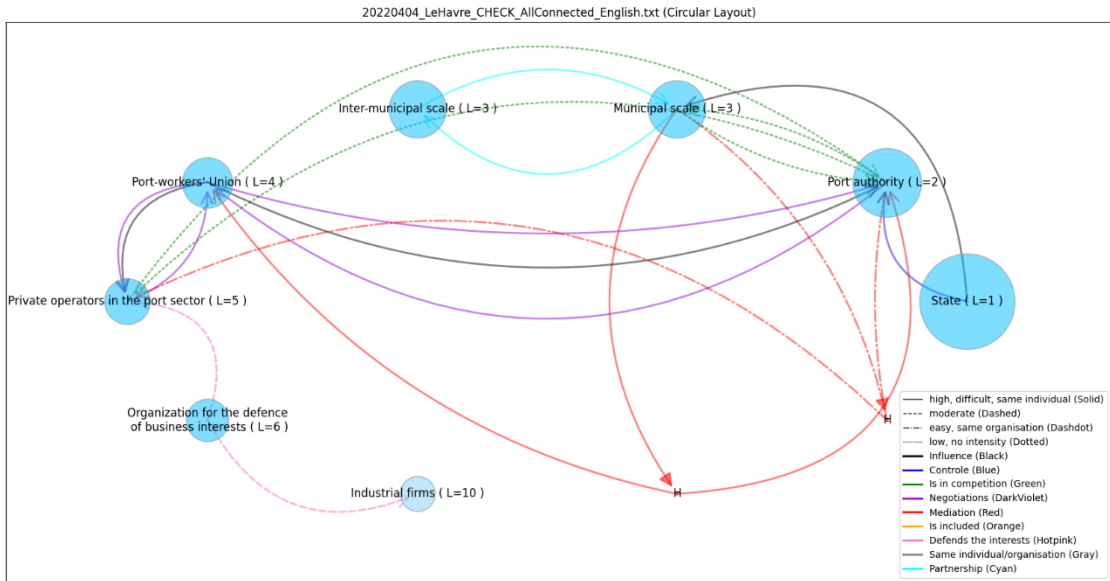 20220404_LeHavre_CHECK_AllConnected_English.txt (Circular Layout)
Inter-municipal scale ( L=3 )
Municipal scale ( L=3 )
Port-workers' Union ( L=4 )
Port authority ( L=2 )
Private operators in the port sector ( L=5 )
State ( L=1 )
Organization for the defence
of business interests ( L=6 )
H
Industrial firms ( L=10 )
H
high, difficult, same individual (Solid)
moderate (Dashed)
easy, same organisation (Dashdot)
low, no intensity (Dotted)
Influence (Black)
Controle (Blue)
Is in competition (Green)
Negotiations (DarkViolet)
Mediation (Red)
Is included (Orange)
Defends the interests (Hotpink)
Same individual/organisation (Gray)
Partnership (Cyan)